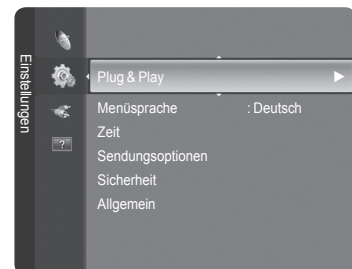 Einstellungen
Plug & Play
Menüsprache : Deutsch
Zeit
Sendungsoptionen
Sicherheit
Allgemein
?